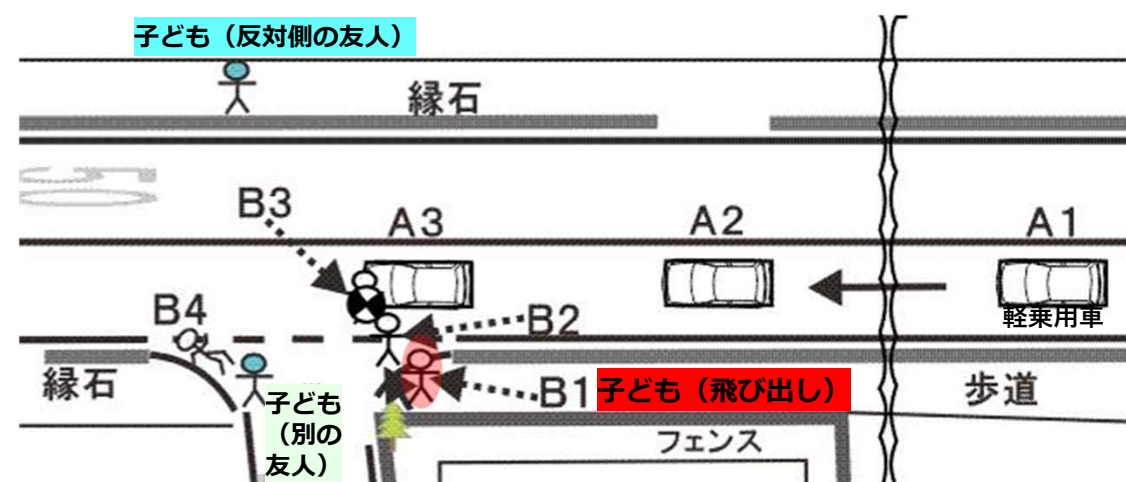 子ども（反対側の友人）
縁石
B3
A3
A2
A1
軽乗用車
B4
B2
B1
子ども（飛び出し）
縁石
子ども
（別の
友人）
歩道
フェンス